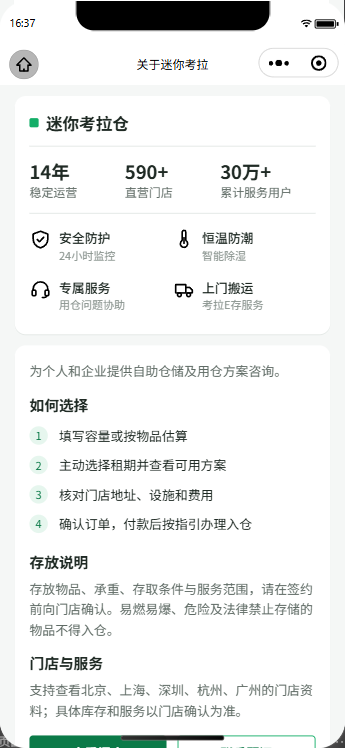 16:37
关于迷你考拉
迷你考拉仓
14年 590+ 30万+
稳定运营 直营门店 累计服务用户
安全防护 恒温防潮
24小时监控 智能除湿
专属服务 上门搬运
用仓问题协助 考拉E存服务
为个人和企业提供自助仓储及用仓方案咨询。
如何选择
1 填写容量或按物品估算
2 主动选择租期并查看可用方案
3 核对门店地址、设施和费用
4 确认订单，付款后按指引办理入仓
存放说明
存放物品、承重、存取条件与服务范围，请在签约
前向门店确认。易燃易爆、危险及法律禁止存储的
物品不得入仓。
门店与服务
支持查看北京、上海、深圳、杭州、广州的门店资
料；具体库存和服务以门店确认为准。